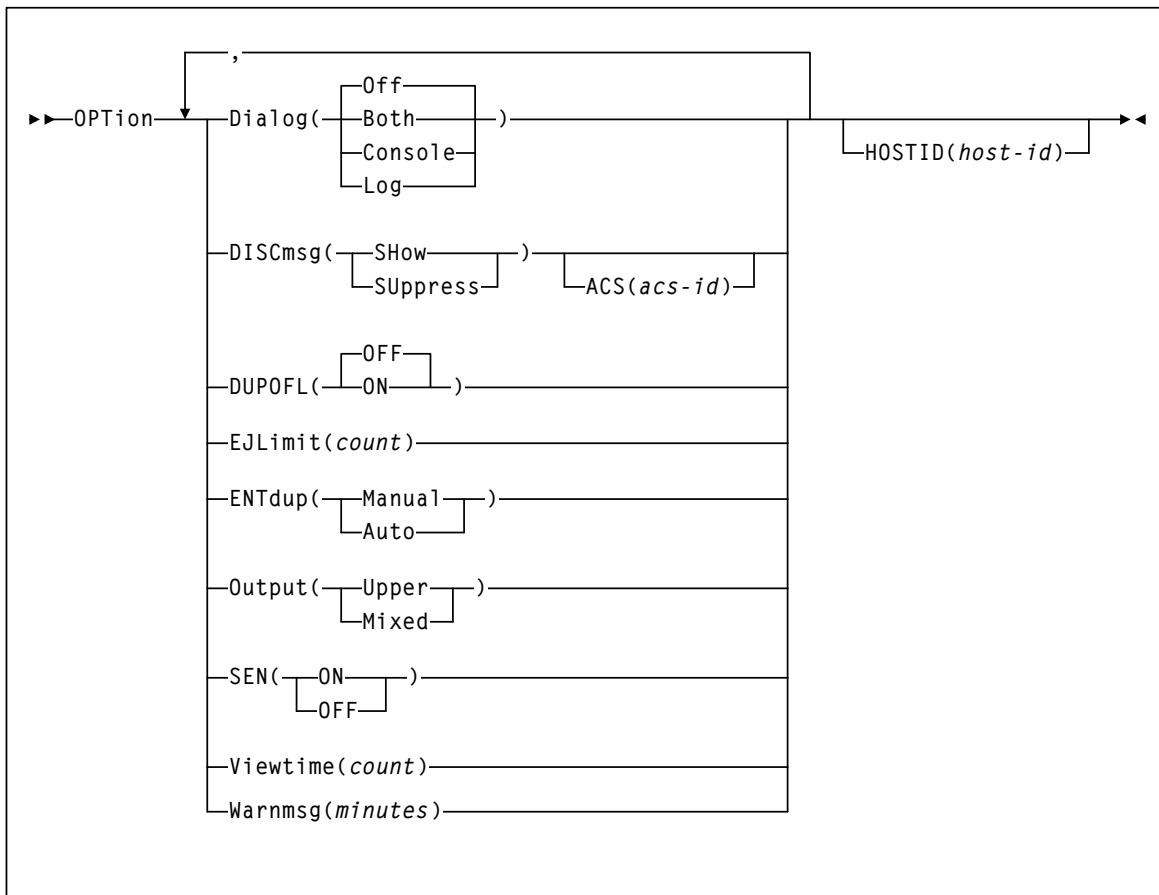 ,
OPTion Dialog( Off )
Both
Console
Log
HOSTID(host-id)
DISCmsg( SHow )
SUppress
ACS(acs-id)
DUPOFL( OFF )
ON
EJLimit(count)
ENTdup( Manual )
Auto
Output( Upper )
Mixed
SEN( ON )
OFF
Viewtime(count)
Warnmsg(minutes)